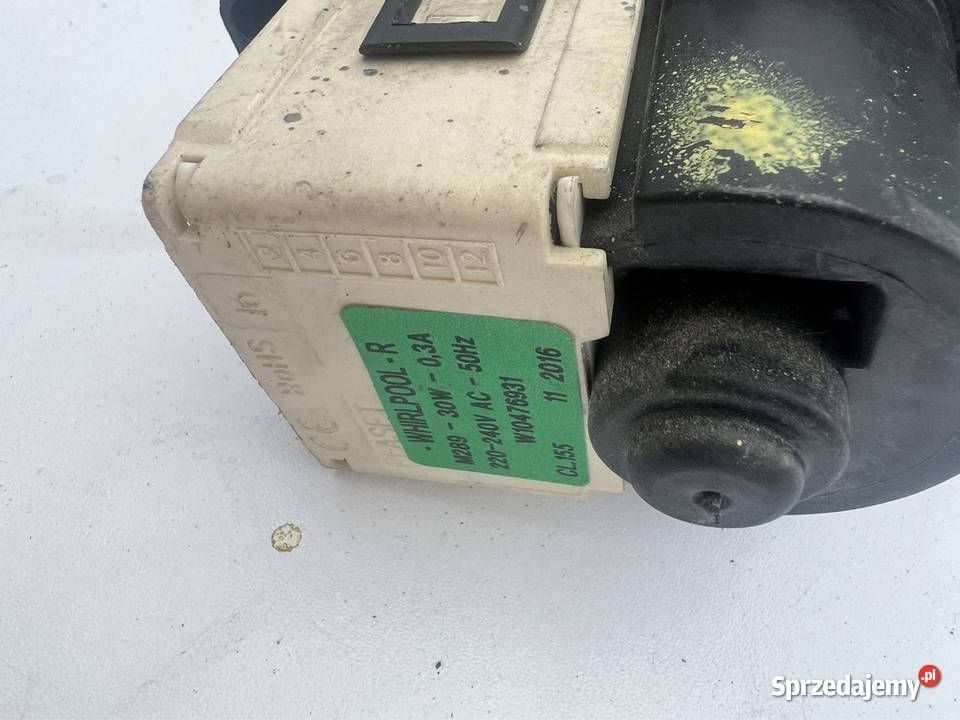 2 4 6 8 10 12
16
RoHS
CE
-WHIRLPOOL-R
M289 - 30W - 0,3A
220-240V AC - 50Hz
W10476931
CL.155 11 2016
Sprzedajemy.pl